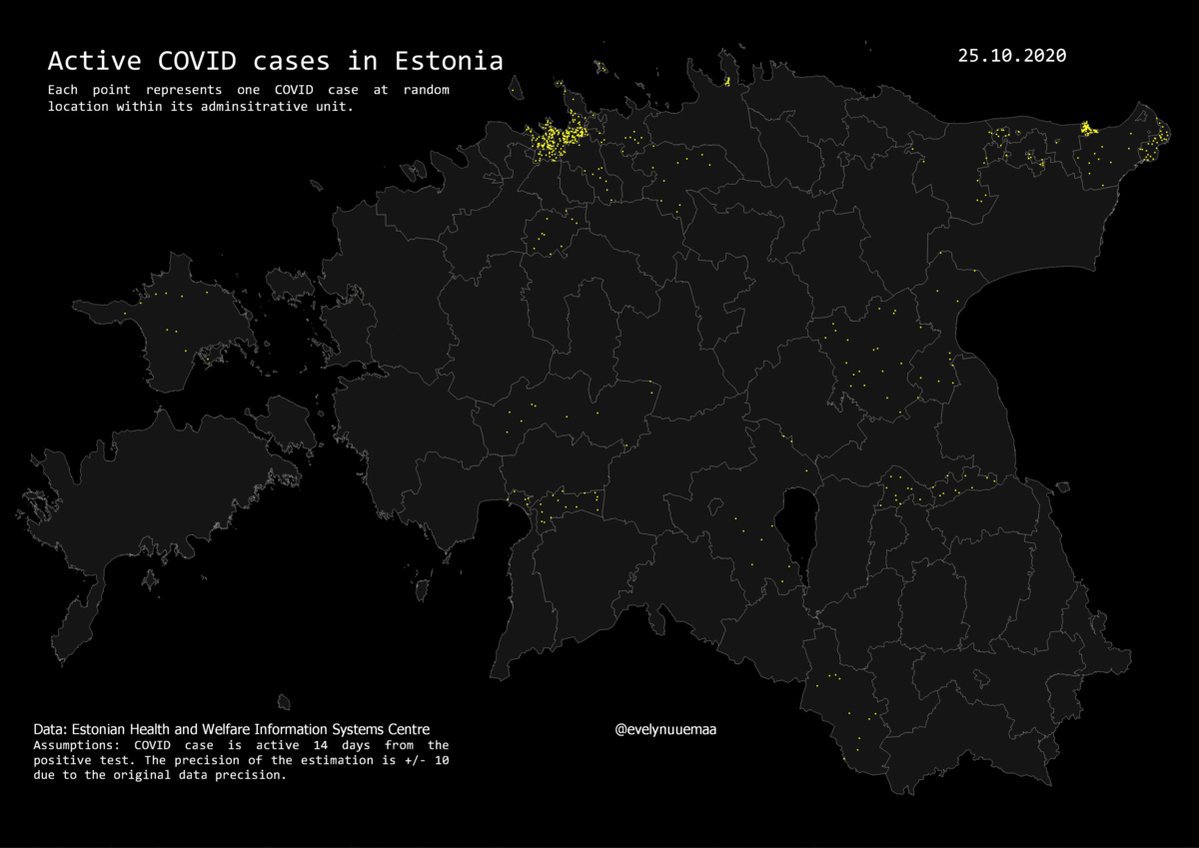 Active COVID cases in Estonia
25.10.2020
Each point represents one COVID case at random
location within its adminsitrative unit.
Data: Estonian Health and Welfare Information Systems Centre
@evelynuuemaa
Assumptions: COVID case is active 14 days from the
positive test. The precision of the estimation is +/- 10
due to the original data precision.